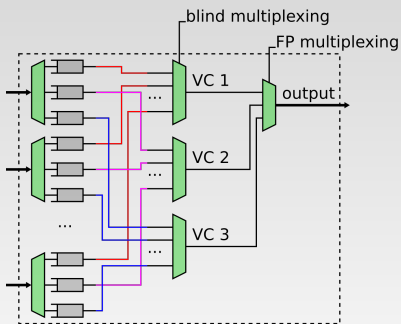 blind multiplexing
FP multiplexing
VC 1
output
...
VC 2
...
VC 3
...
...